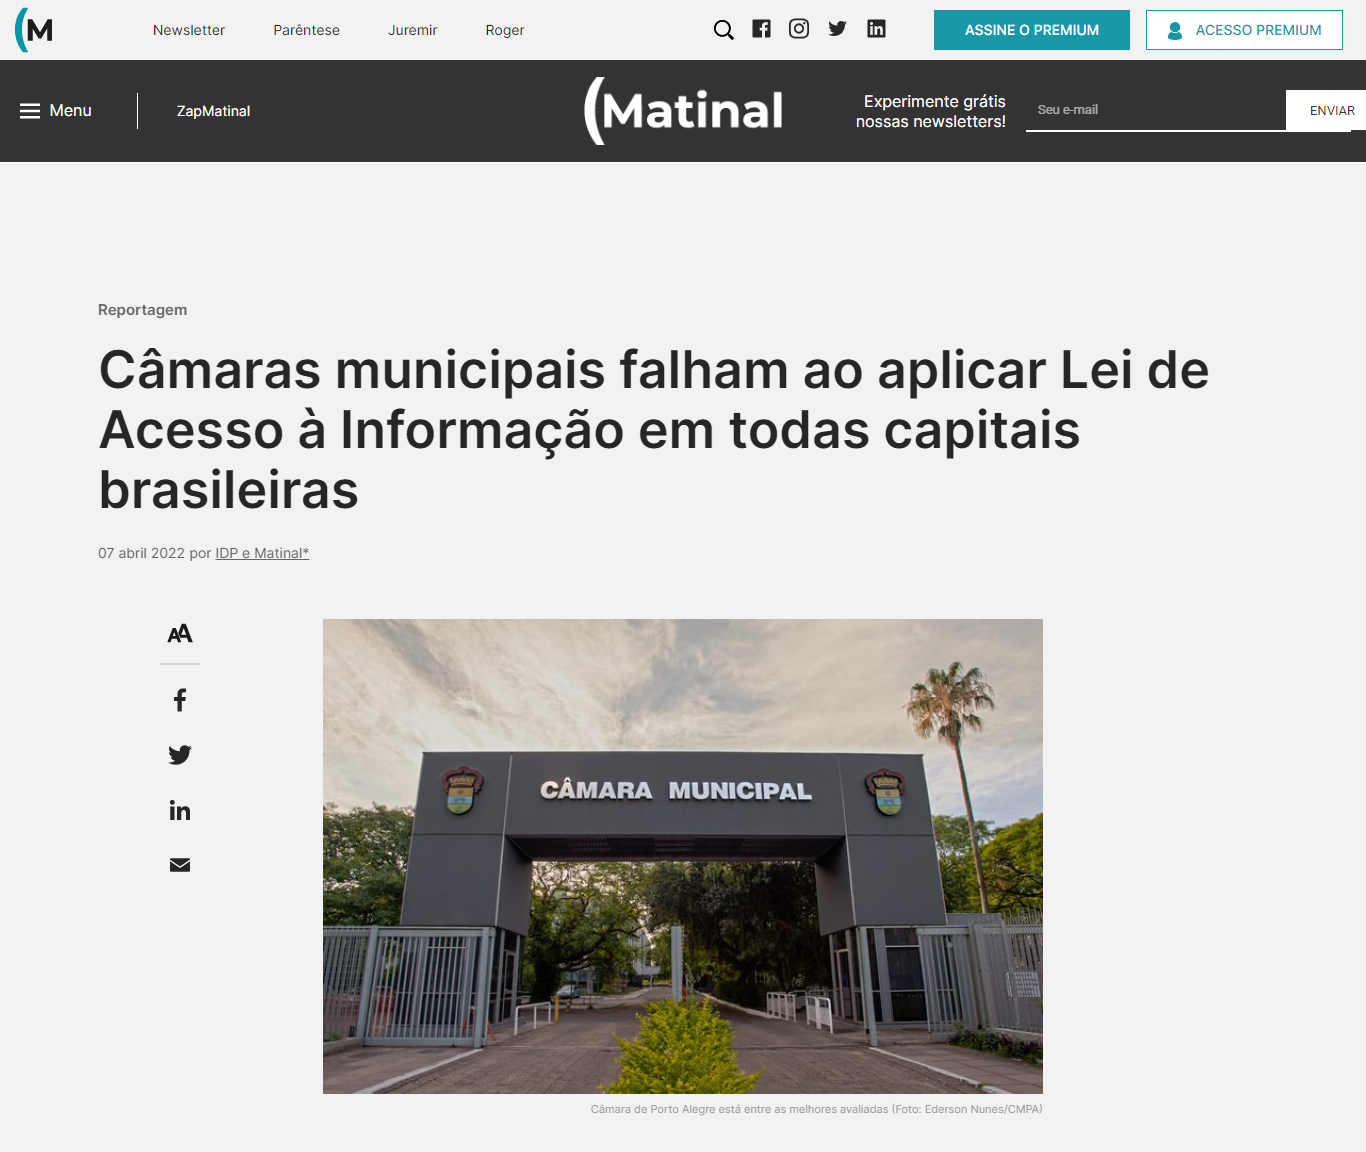 (M
Newsletter
Parêntese
Juremir
Roger
ASSINE O PREMIUM
ACESSO PREMIUM
Menu
ZapMatinal
(Matinal
Experimente grátis
nossas newsletters!
Seu e-mail
ENVIAR
Reportagem
Câmaras municipais falham ao aplicar Lei de
Acesso à Informação em todas capitais
brasileiras
07 abril 2022 por IDP e Matinal*
AA
CÂMARA MUNICIPAL
Câmara de Porto Alegre está entre as melhores avaliadas (Foto: Ederson Nunes/CMPA)